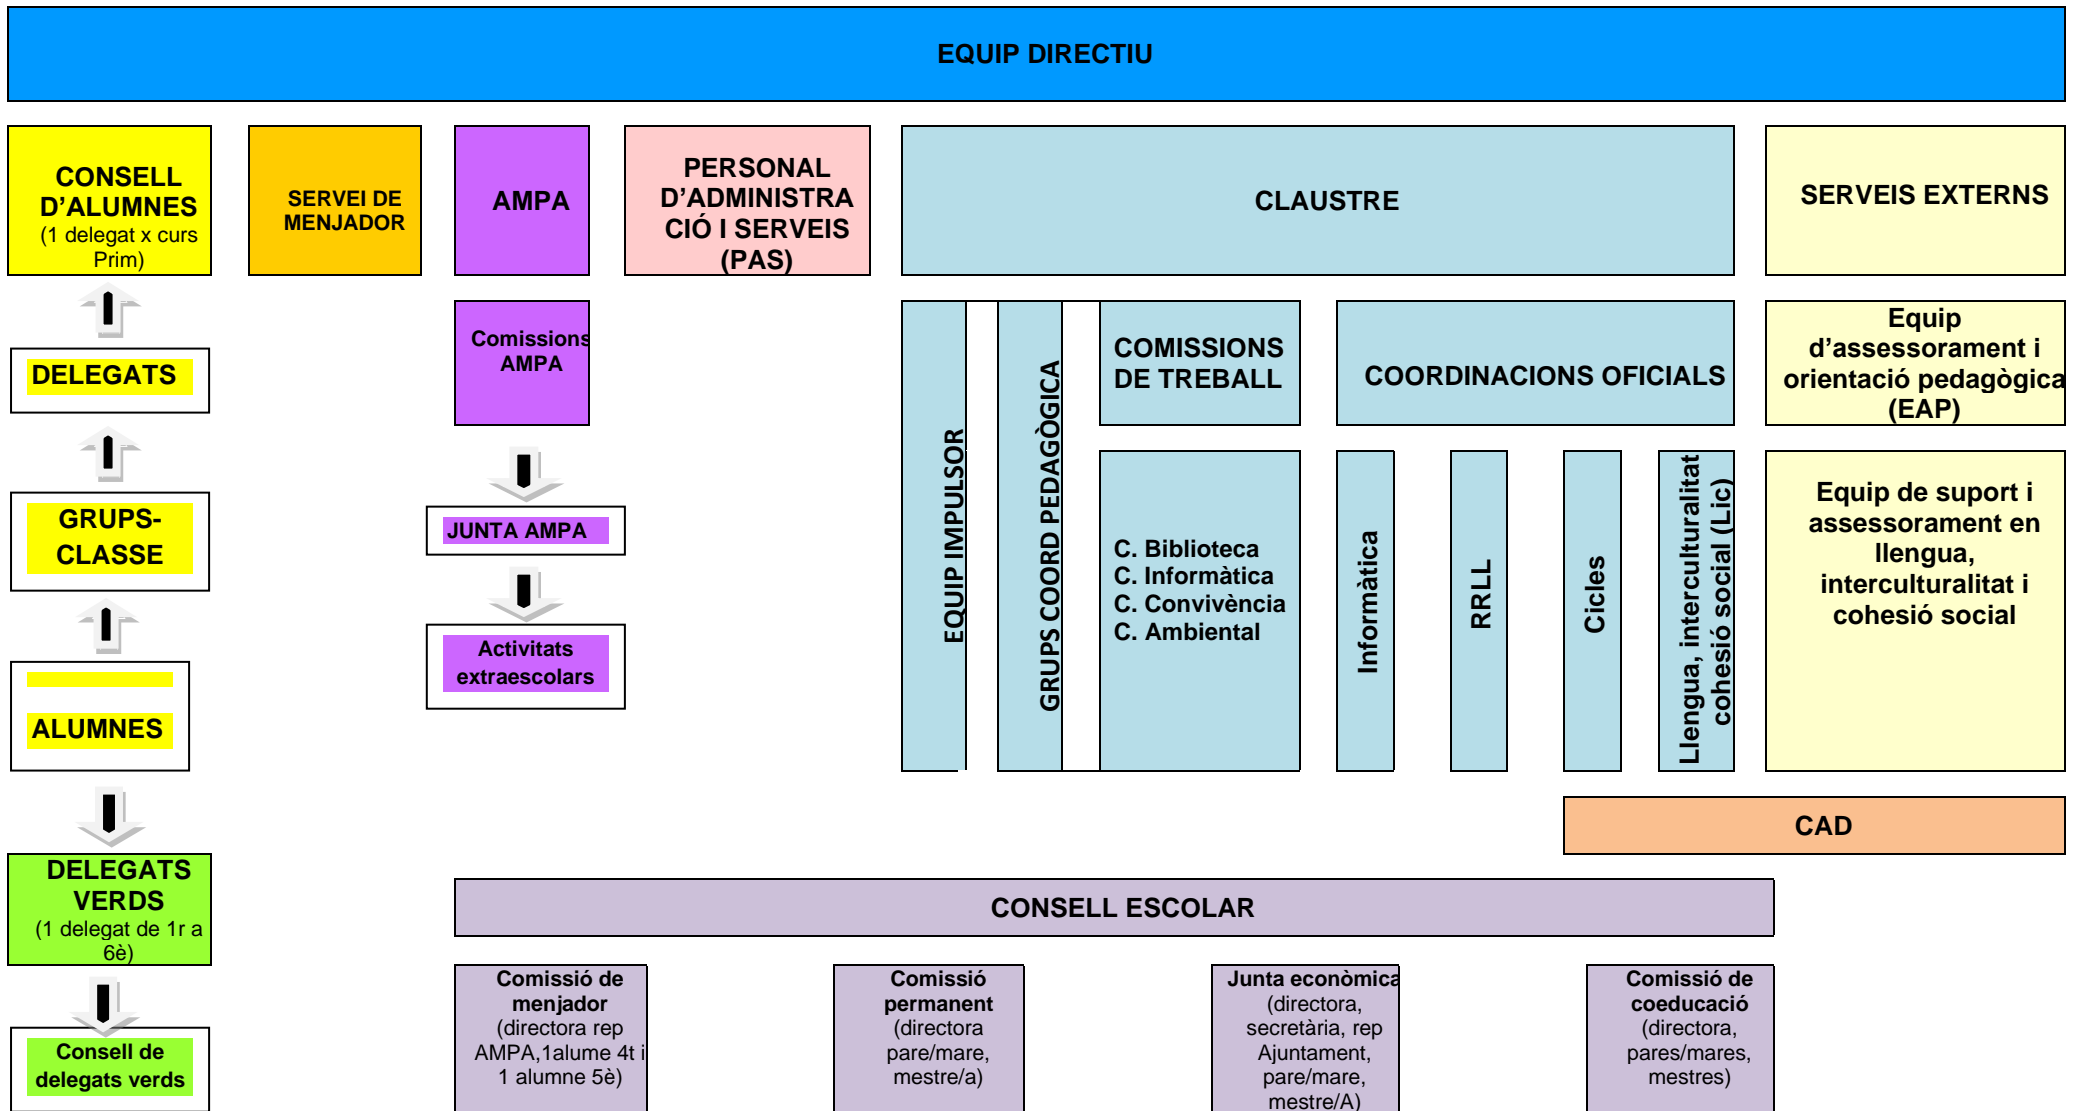 EQUIP DIRECTIU
CONSELL
D’ALUMNES
(1 delegat x curs
Prim)
SERVEI DE
MENJADOR
AMPA
PERSONAL
D’ADMINISTRA
CIÓ I SERVEIS
(PAS)
CLAUSTRE
SERVEIS EXTERNS
DELEGATS
GRUPS-
CLASSE
ALUMNES
DELEGATS
VERDS
(1 delegat de 1r a
6è)
Consell de
delegats verds
Comissions
AMPA
JUNTA AMPA
Activitats
extraescolars
EQUIP IMPULSOR
GRUPS COORD PEDAGÒGICA
COMISSIONS
DE TREBALL
C. Biblioteca
C. Informàtica
C. Convivència
C. Ambiental
COORDINACIONS OFICIALS
Informàtica
RRLL
Cicles
Llengua, interculturalitat
cohesió social (Lic)
Equip
d’assessorament i
orientació pedagògica
(EAP)
Equip de suport i
assessorament en
llengua,
interculturalitat i
cohesió social
CAD
CONSELL ESCOLAR
Comissió de
menjador
(directora rep
AMPA,1alume 4t i
1 alumne 5è)
Comissió
permanent
(directora
pare/mare,
mestre/a)
Junta econòmica
(directora,
secretària, rep
Ajuntament,
pare/mare,
mestre/A)
Comissió de
coeducació
(directora,
pares/mares,
mestres)